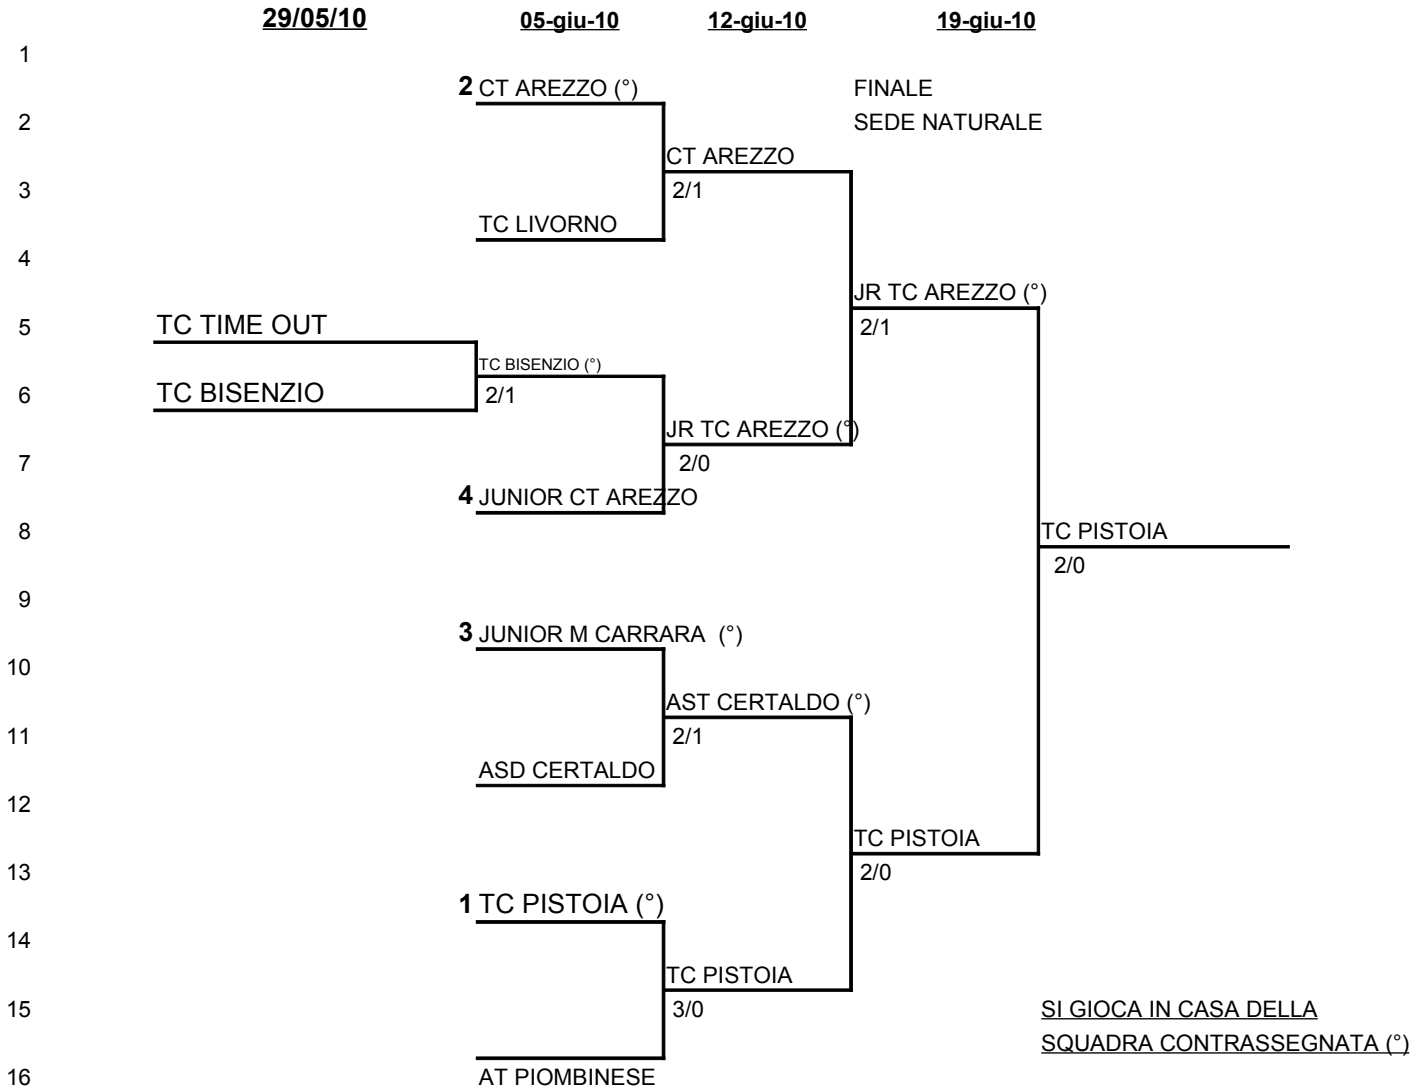 29/05/10 05-giu-10 12-giu-10 19-giu-10
1
2 CT AREZZO (°) FINALE
2 SEDE NATURALE
CT AREZZO
3 2/1
TC LIVORNO
4
JR TC AREZZO (°)
5 TC TIME OUT 2/1
TC BISENZIO (°)
6 TC BISENZIO 2/1
JR TC AREZZO (°)
7 2/0
4 JUNIOR CT AREZZO
8 TC PISTOIA
2/0
9
3 JUNIOR M CARRARA (°)
10
AST CERTALDO (°)
11 2/1
ASD CERTALDO
12
TC PISTOIA
13 2/0
1 TC PISTOIA (°)
14
TC PISTOIA
15 3/0 SI GIOCA IN CASA DELLA
SQUADRA CONTRASSEGNATA (°)
16 AT PIOMBINESE